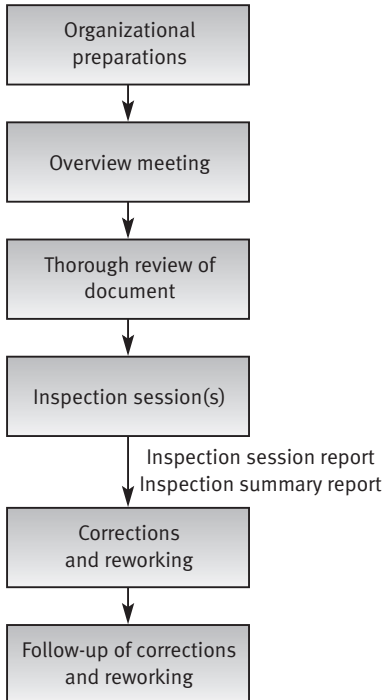 Organizational
preparations
Overview meeting
Thorough review of
document
Inspection session(s)
Inspection session report
Inspection summary report
Corrections
and reworking
Follow-up of corrections
and reworking